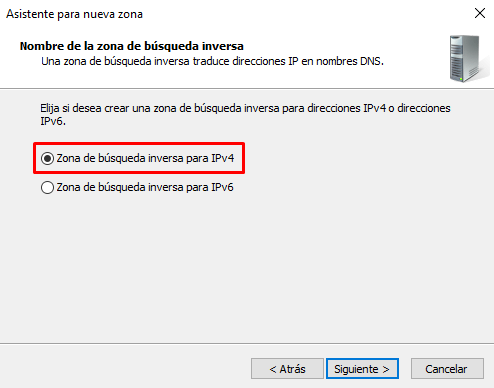 Asistente para nueva zona
Nombre de la zona de búsqueda inversa
Una zona de búsqueda inversa traduce direcciones IP en nombres DNS.
Elija si desea crear una zona de búsqueda inversa para direcciones IPv4 o direcciones
IPv6.
Zona de búsqueda inversa para IPv4
Zona de búsqueda inversa para IPv6
< Atrás
Siguiente >
Cancelar